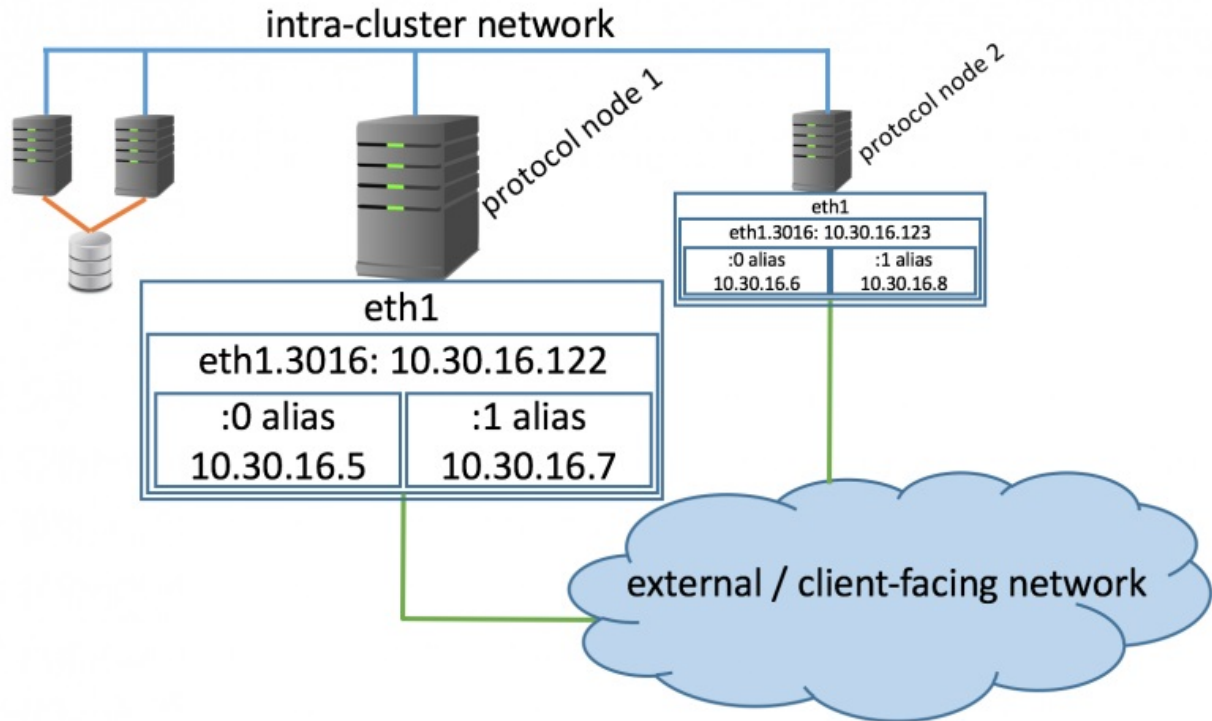 intra-cluster network
protocol node 1
protocol node 2
eth1
eth1.3016: 10.30.16.123
:0 alias
10.30.16.6
:1 alias
10.30.16.8
eth1
eth1.3016: 10.30.16.122
:0 alias
10.30.16.5
:1 alias
10.30.16.7
external / client-facing network